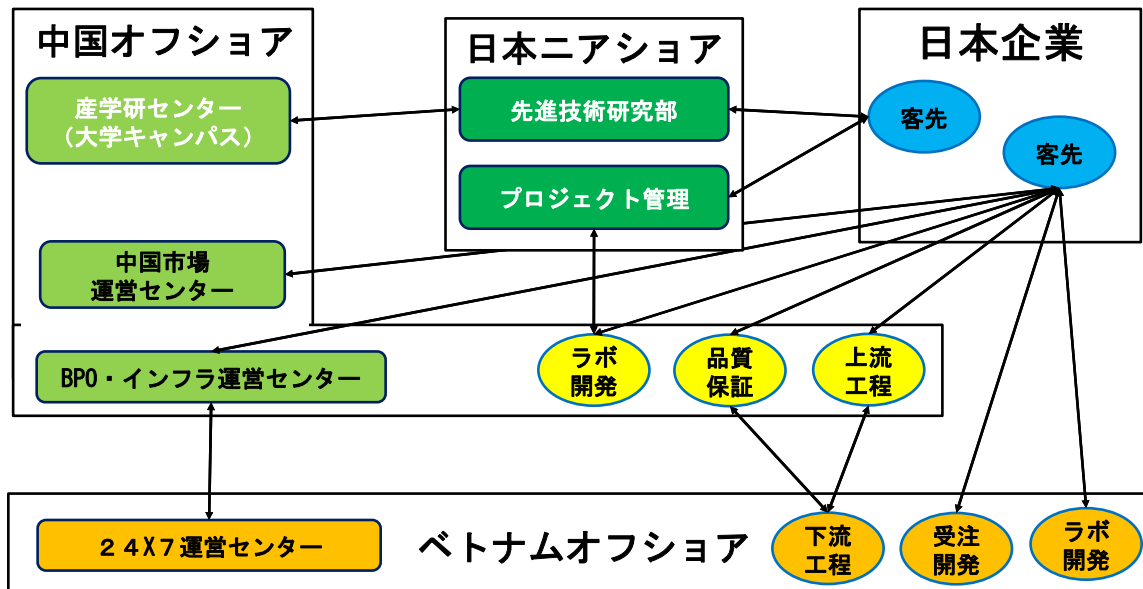 中国オフショア
産学研センター
（大学キャンパス）
中国市場
運営センター
日本ニアショア
先進技術研究部
プロジェクト管理
日本企業
客先
客先
BPO・インフラ運営センター
ラボ
開発
品質
保証
上流
工程
２４X７運営センター
ベトナムオフショア
下流
工程
受注
開発
ラボ
開発